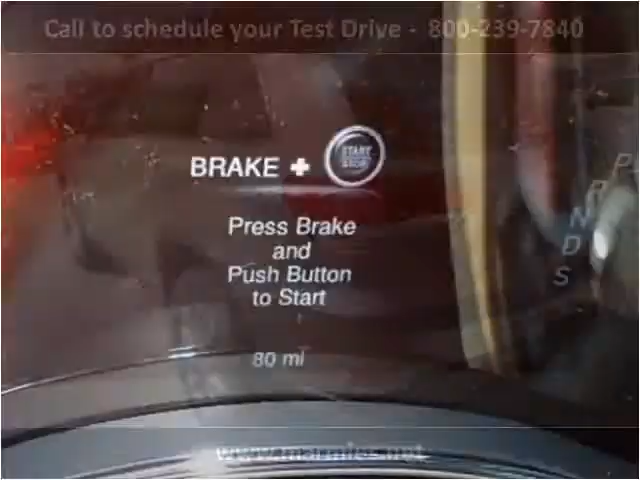 Call to schedule your Test Drive - 800-239-7840
BRAKE + START
Press Brake
and
Push Button
to Start
80 mi
P
R
N
D
S